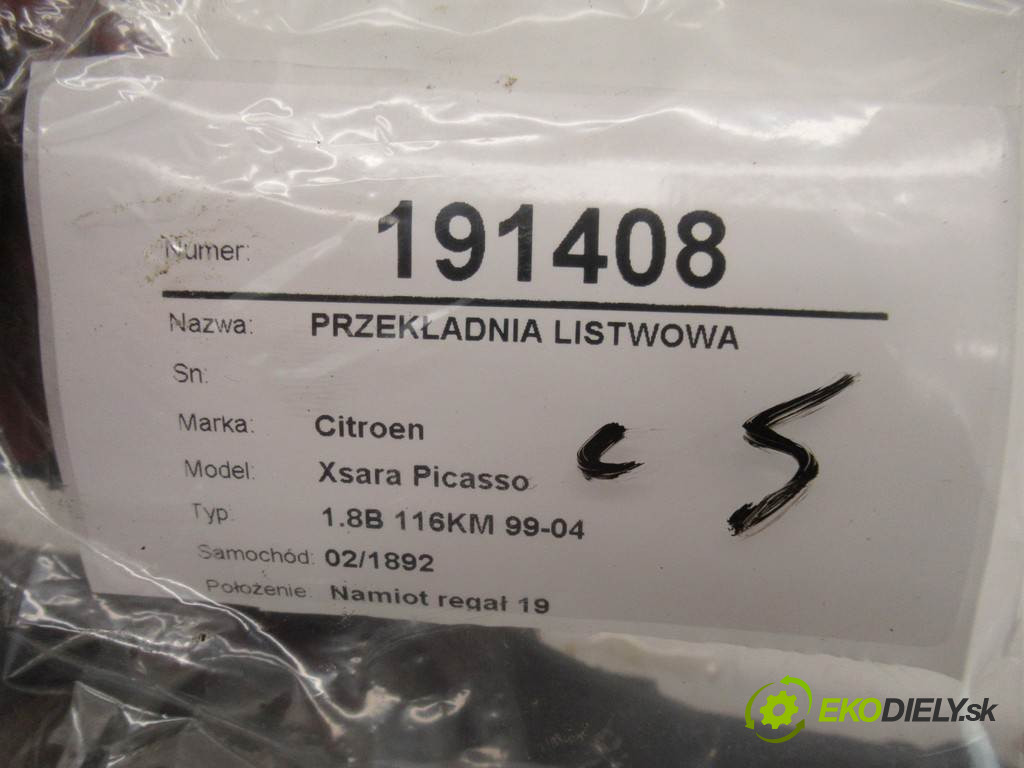 Numer: 191408
Nazwa: PRZEKŁADNIA LISTWOWA
Sn:
Marka: Citroen
Model: Xsara Picasso
Typ: 1.8B 116KM 99-04
Samochód: 02/1892
Położenie: Namiot regał 19
C5
EKODIELY.sk